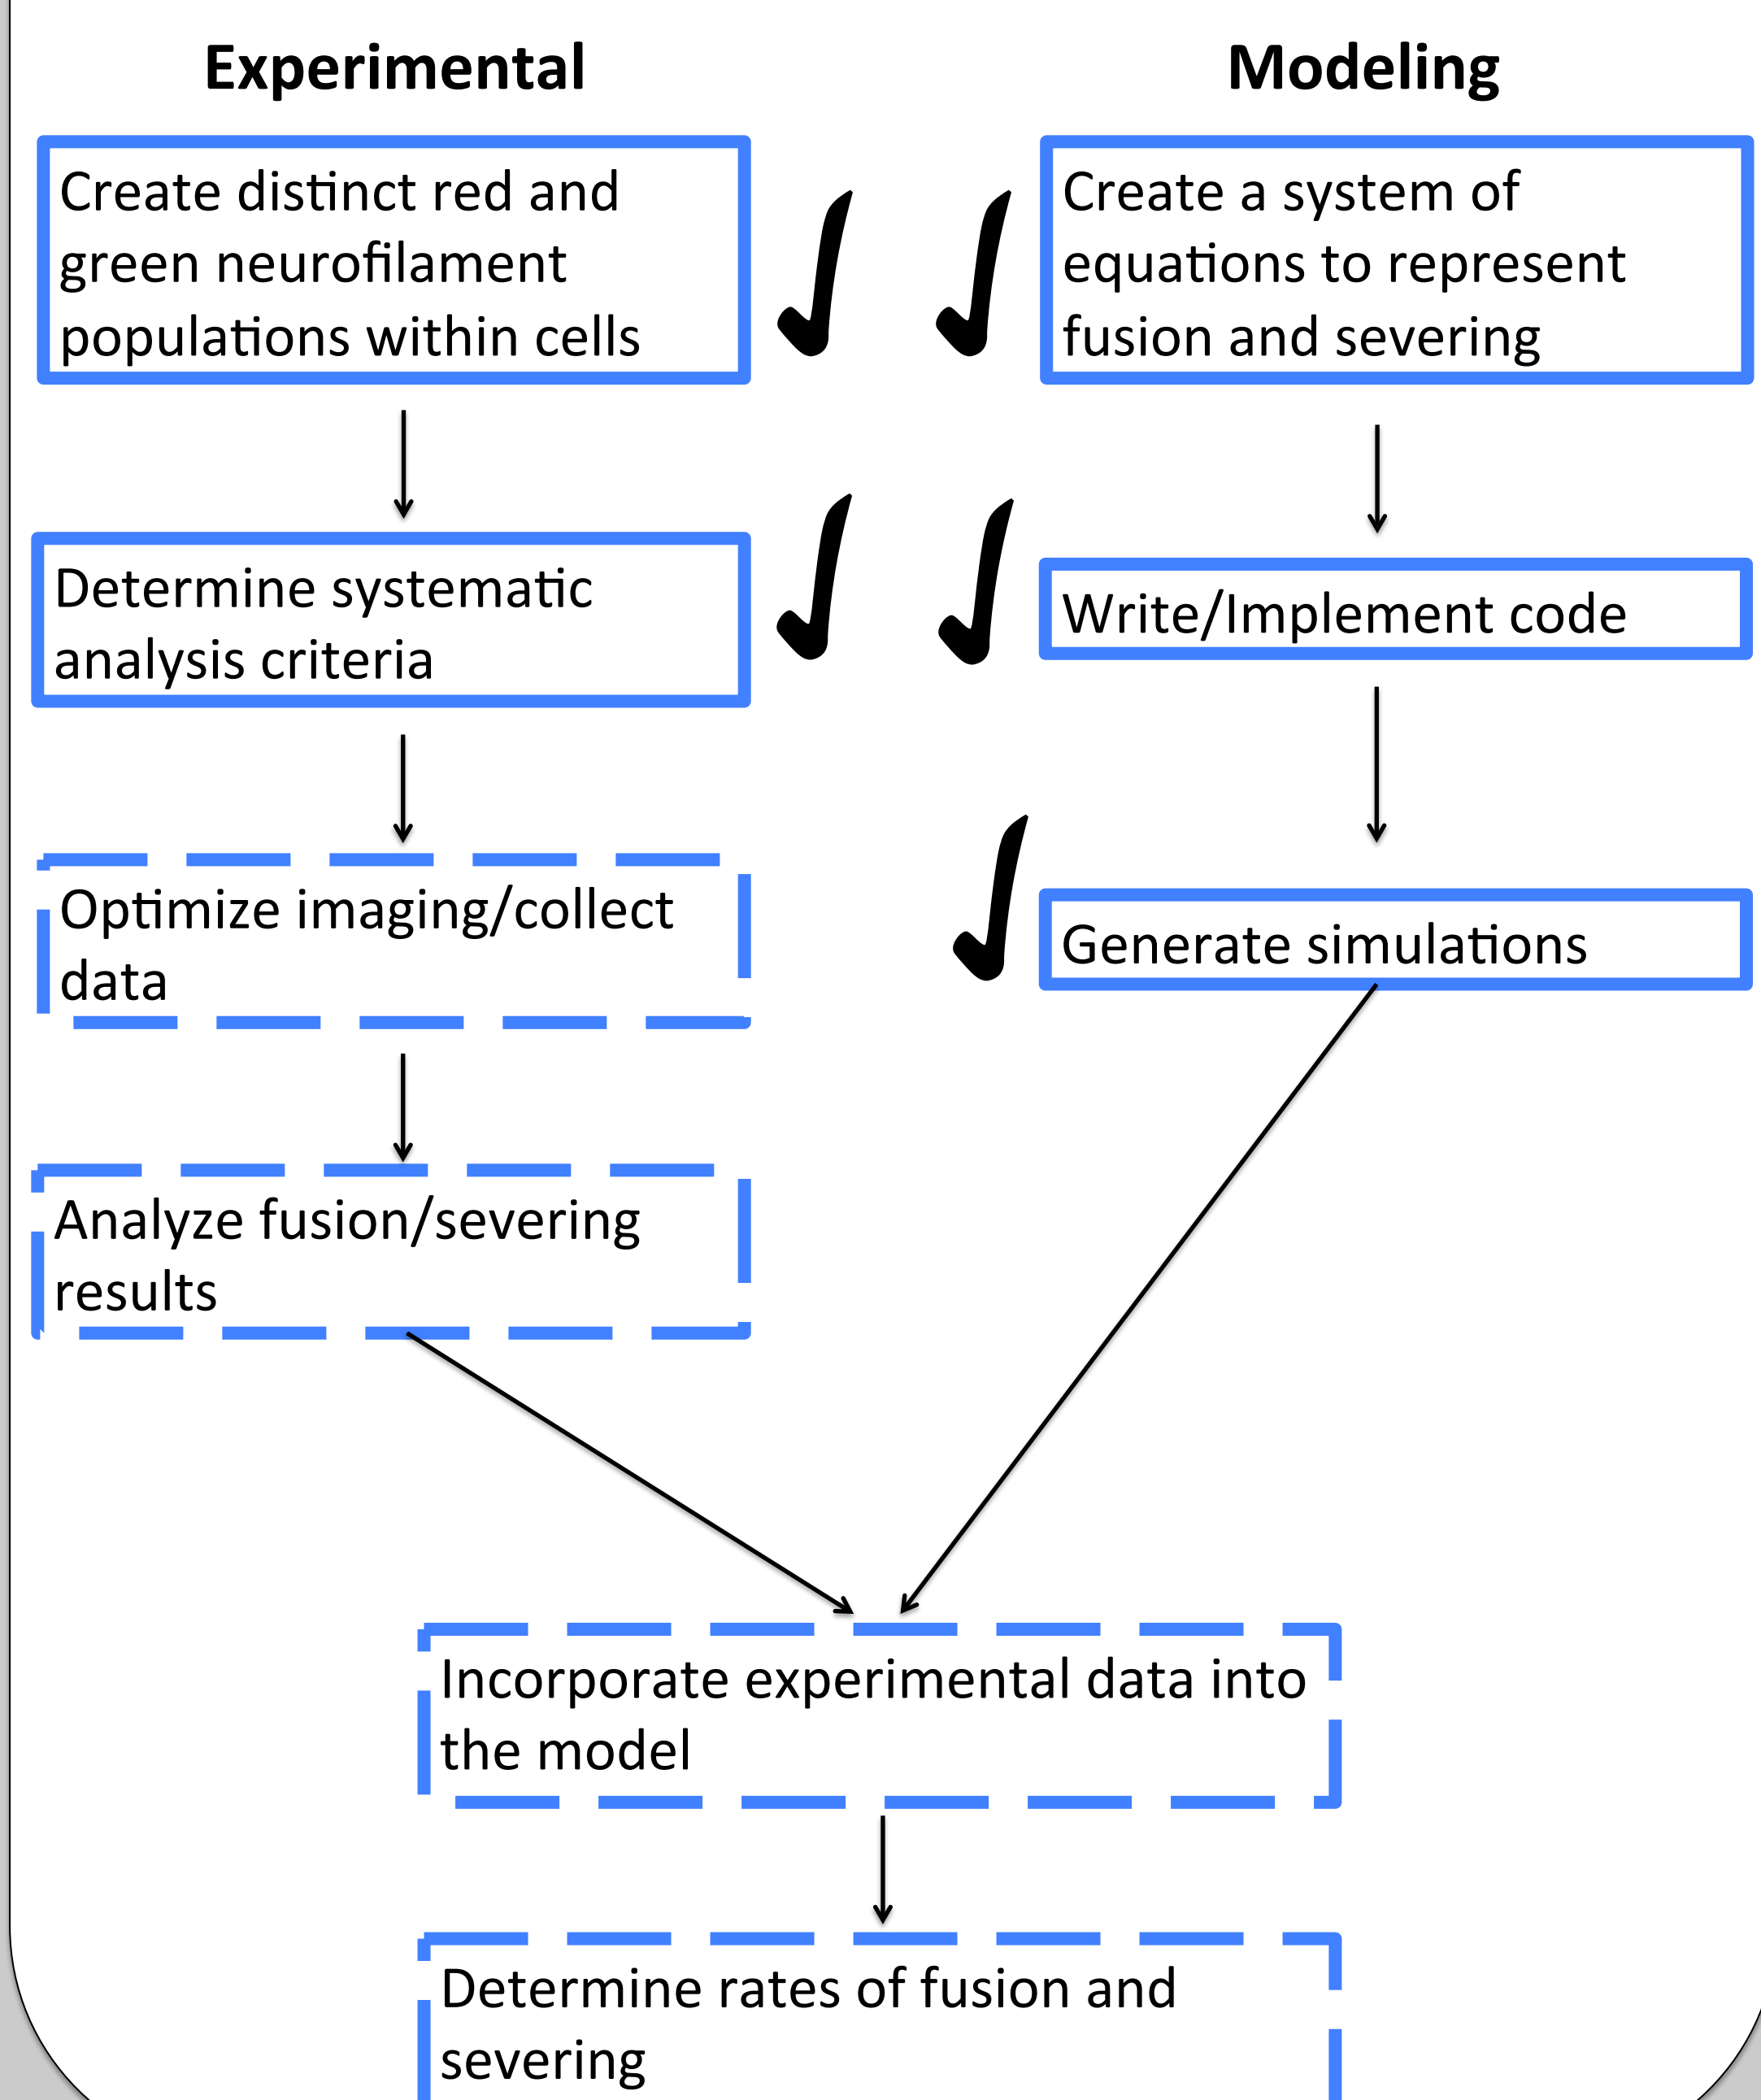 Experimental
Create distinct red and
green neurofilament
populations within cells
Determine systematic
analysis criteria
Optimize imaging/collect
data
Analyze fusion/severing
results
Modeling
Create a system of
equations to represent
fusion and severing
Write/Implement code
Generate simulations
Incorporate experimental data into
the model
Determine rates of fusion and
severing